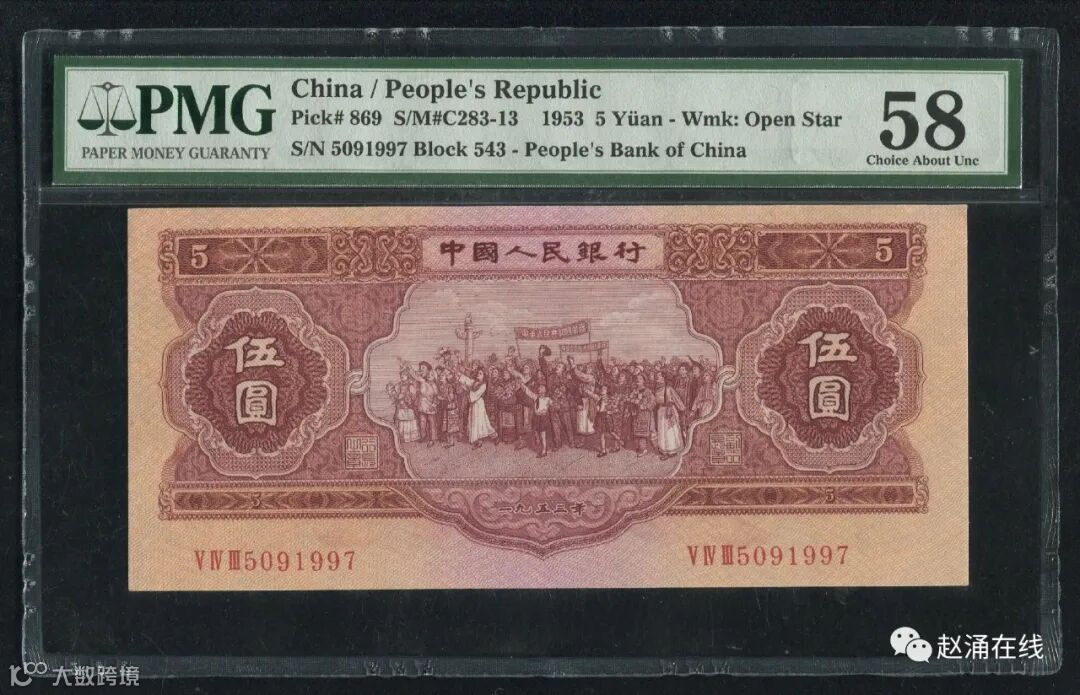 PMG
PAPER MONEY GUARANTY
China / People's Republic
Pick# 869 S/M#C283-13 1953 5 Yüan - Wmk: Open Star
S/N 5091997 Block 543 - People's Bank of China
58
Choice About Unc
5
中國人民銀行
5
伍圓
伍圓
5
一九五三年
5
ⅤⅣⅢ5091997
ⅤⅣⅢ5091997
赵涌在线
大数跨境